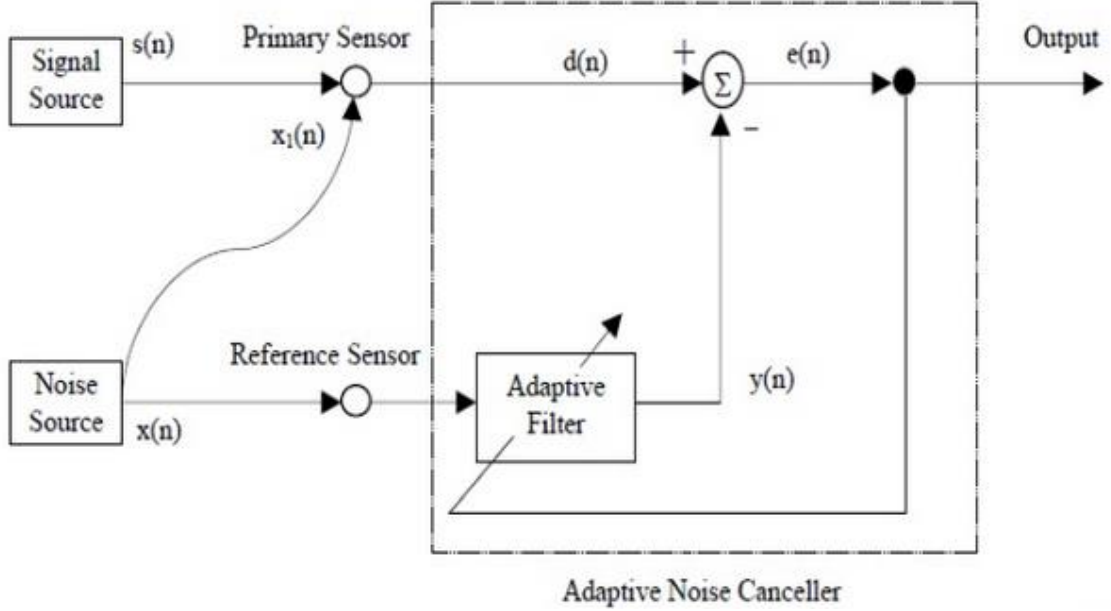 Signal
Source
s(n)
Primary Sensor
d(n)
+
Σ
e(n)
Output
x₁(n)
−
Noise
Source
x(n)
Reference Sensor
Adaptive
Filter
y(n)
Adaptive Noise Canceller